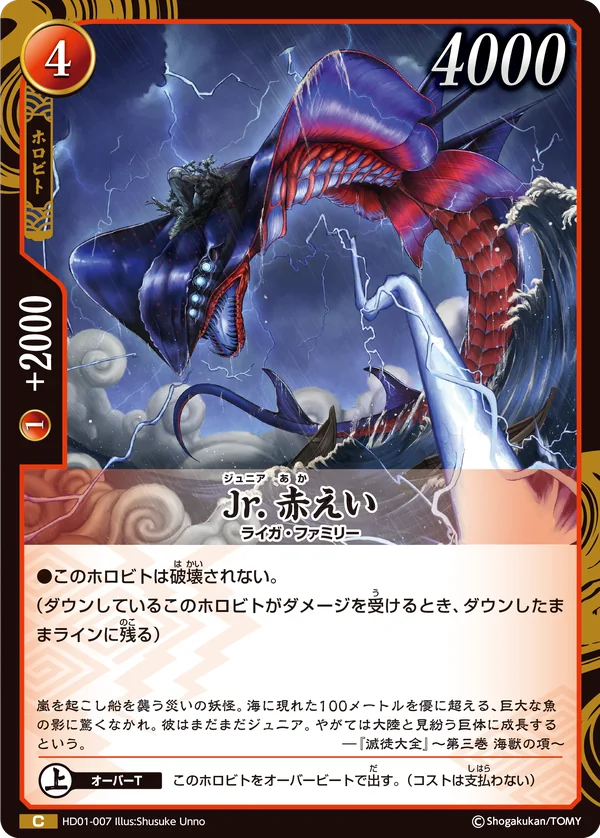 4
4000
ホロビト
+2000
1
ジュニア あか
Jr. 赤えい
ライガ・ファミリー
はかい
●このホロビトは破壊されない。
う
(ダウンしているこのホロビトがダメージを受けるとき、ダウンしたま
のこ
まラインに残る)
嵐を起こし船を襲う災いの妖怪。海に現れた100メートルを優に超える、巨大な魚
の影に驚くなかれ。彼はまだまだジュニア。やがては大陸と見紛う巨体に成長する
という。 —『滅徒大全』〜第三巻 海獣の項〜
だ しはら
上 オーバーT このホロビトをオーバービートで出す。(コストは支払わない)
C HD01-007 Illus:Shusuke Unno ©Shogakukan/TOMY